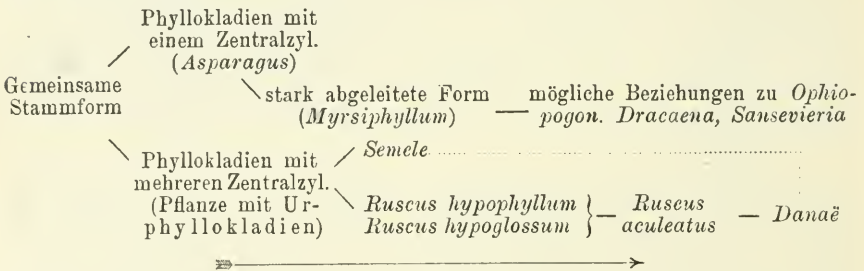 Phyllokladien mit
einem Zentralzyl.
(Asparagus)
Gemeinsame
Stammform
stark abgeleitete Form
(Myrsiphyllum)
— mögliche Beziehungen zu Ophio-
pogon. Dracaena, Sansevieria
Phyllokladien mit
mehreren Zentralzyl.
(Pflanze mit Ur-
phyllokladien)
Semele
Ruscus hypophyllum
Ruscus hypoglossum
} — Ruscus
aculeatus
— Danaë